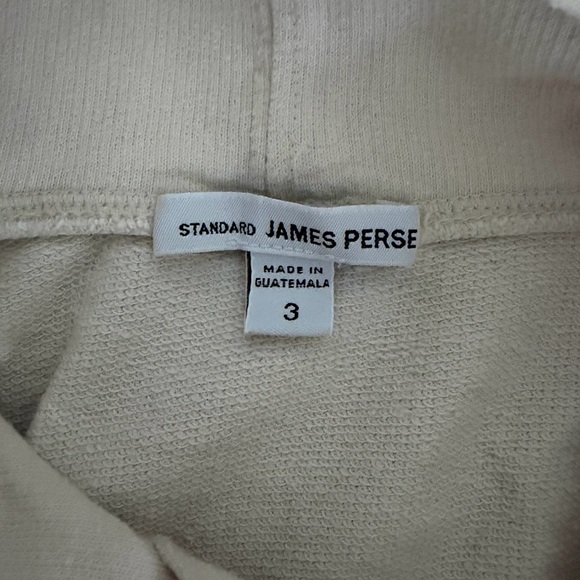 STANDARD JAMES PERSE
MADE IN
GUATEMALA
3